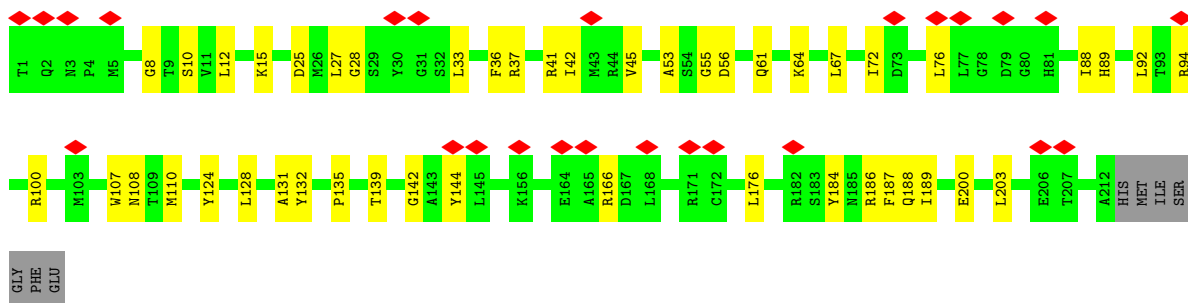 T1 Q2 N3 P4 M5 G8 T9 S10 V11 L12 K15 D25 M26 L27 G28 S29 Y30 G31 S32 L33 F36 R37 R41 I42 M43 R44 V45 A53 S54 G55 D56 Q61 K64 L67 I72 D73 L76 L77 G78 D79 G80 H81 I88 H89 L92 T93 R94
R100 M103 W107 N108 T109 M110 Y124 L128 A131 Y132 P135 T139 G142 A143 Y144 L145 K156 E164 A165 R166 D167 L168 R171 C172 L176 R182 S183 Y184 N185 R186 F187 Q188 I189 E200 L203 E206 T207 A212 HIS MET ILE SER
GLY PHE GLU